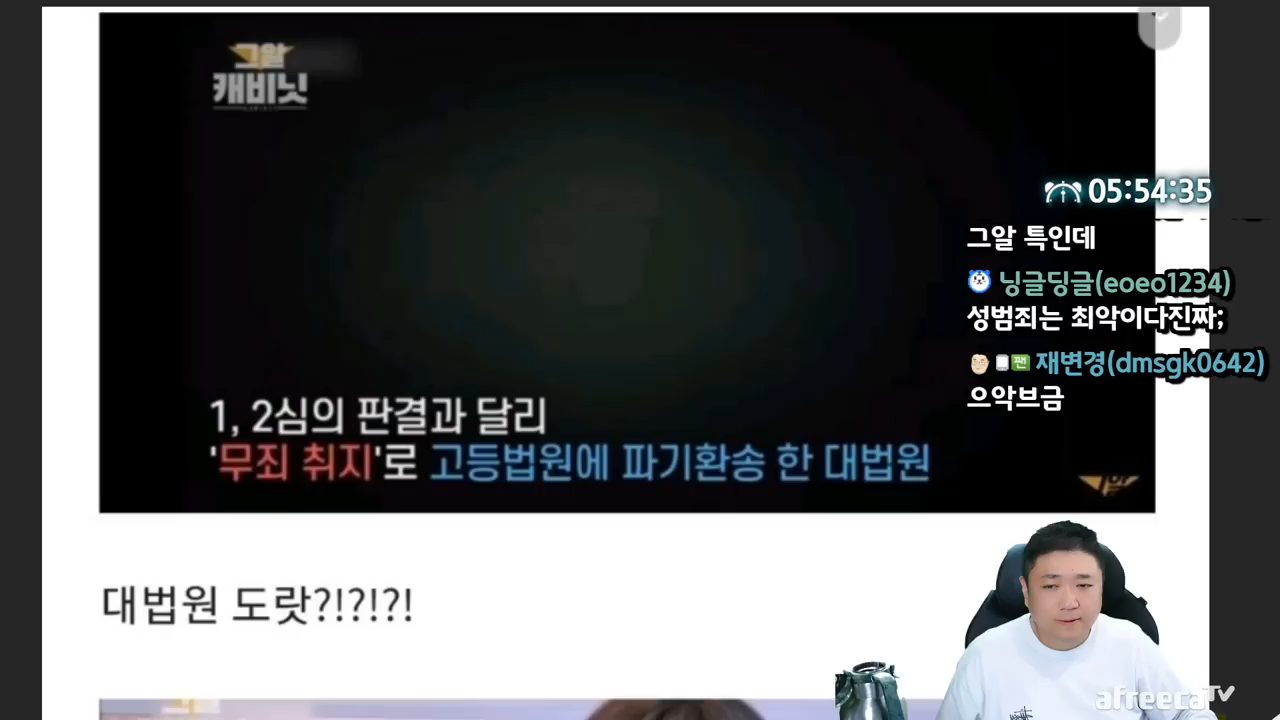 그알
캐비닛
05:54:35
그알 특인데
닝글딩글(eoeo1234)
성범죄는 최악이다진짜;
팬 재변경(dmsgk0642)
으악브금
1, 2심의 판결과 달리
'무죄 취지'로 고등법원에 파기환송 한 대법원
대법원 도랏?!?!?!
afreecaTV